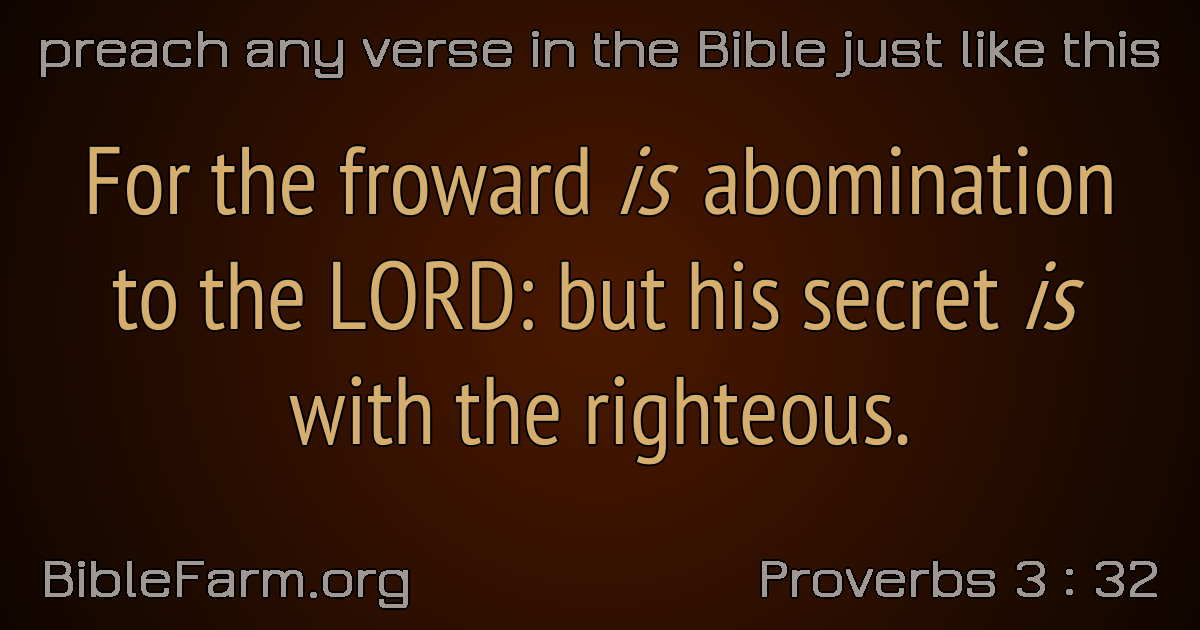 preach any verse in the Bible just like this
For the froward is abomination
to the LORD: but his secret is
with the righteous.
BibleFarm.org
Proverbs 3 : 32